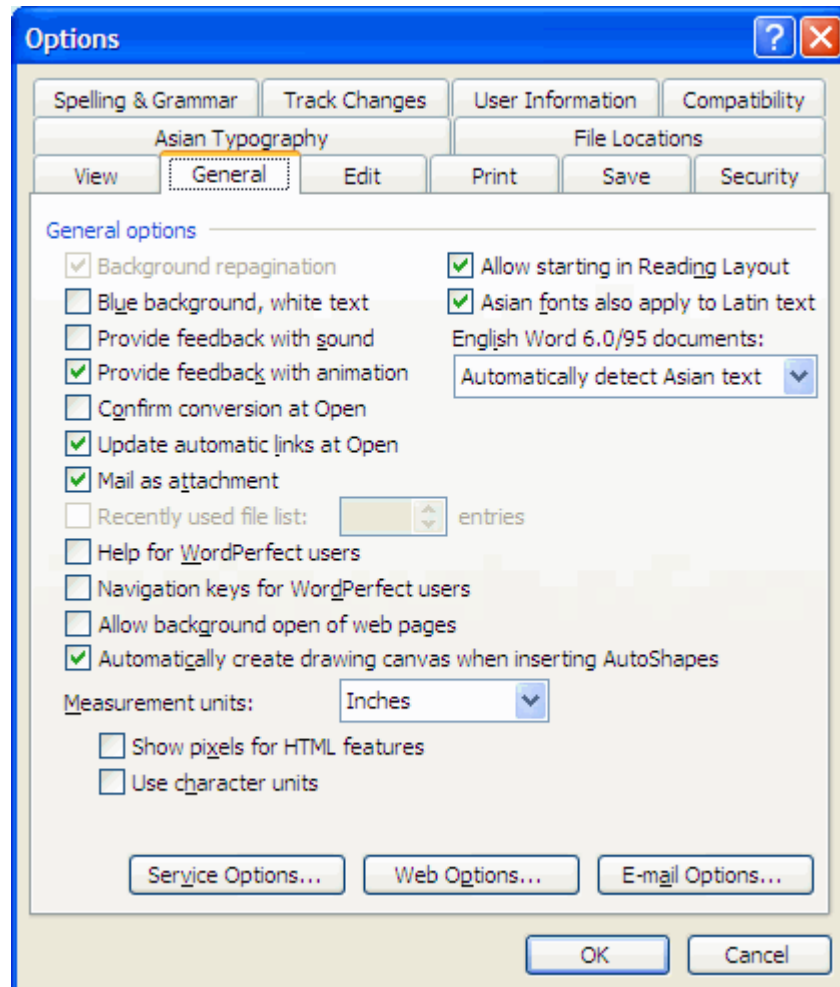 Options
Spelling & Grammar Track Changes User Information Compatibility
Asian Typography File Locations
View General Edit Print Save Security
General options
Background repagination
Blue background, white text
Provide feedback with sound
Provide feedback with animation
Confirm conversion at Open
Update automatic links at Open
Mail as attachment
Recently used file list: entries
Help for WordPerfect users
Navigation keys for WordPerfect users
Allow background open of web pages
Automatically create drawing canvas when inserting AutoShapes
Allow starting in Reading Layout
Asian fonts also apply to Latin text
English Word 6.0/95 documents:
Automatically detect Asian text
Measurement units: Inches
Show pixels for HTML features
Use character units
Service Options... Web Options... E-mail Options...
OK Cancel